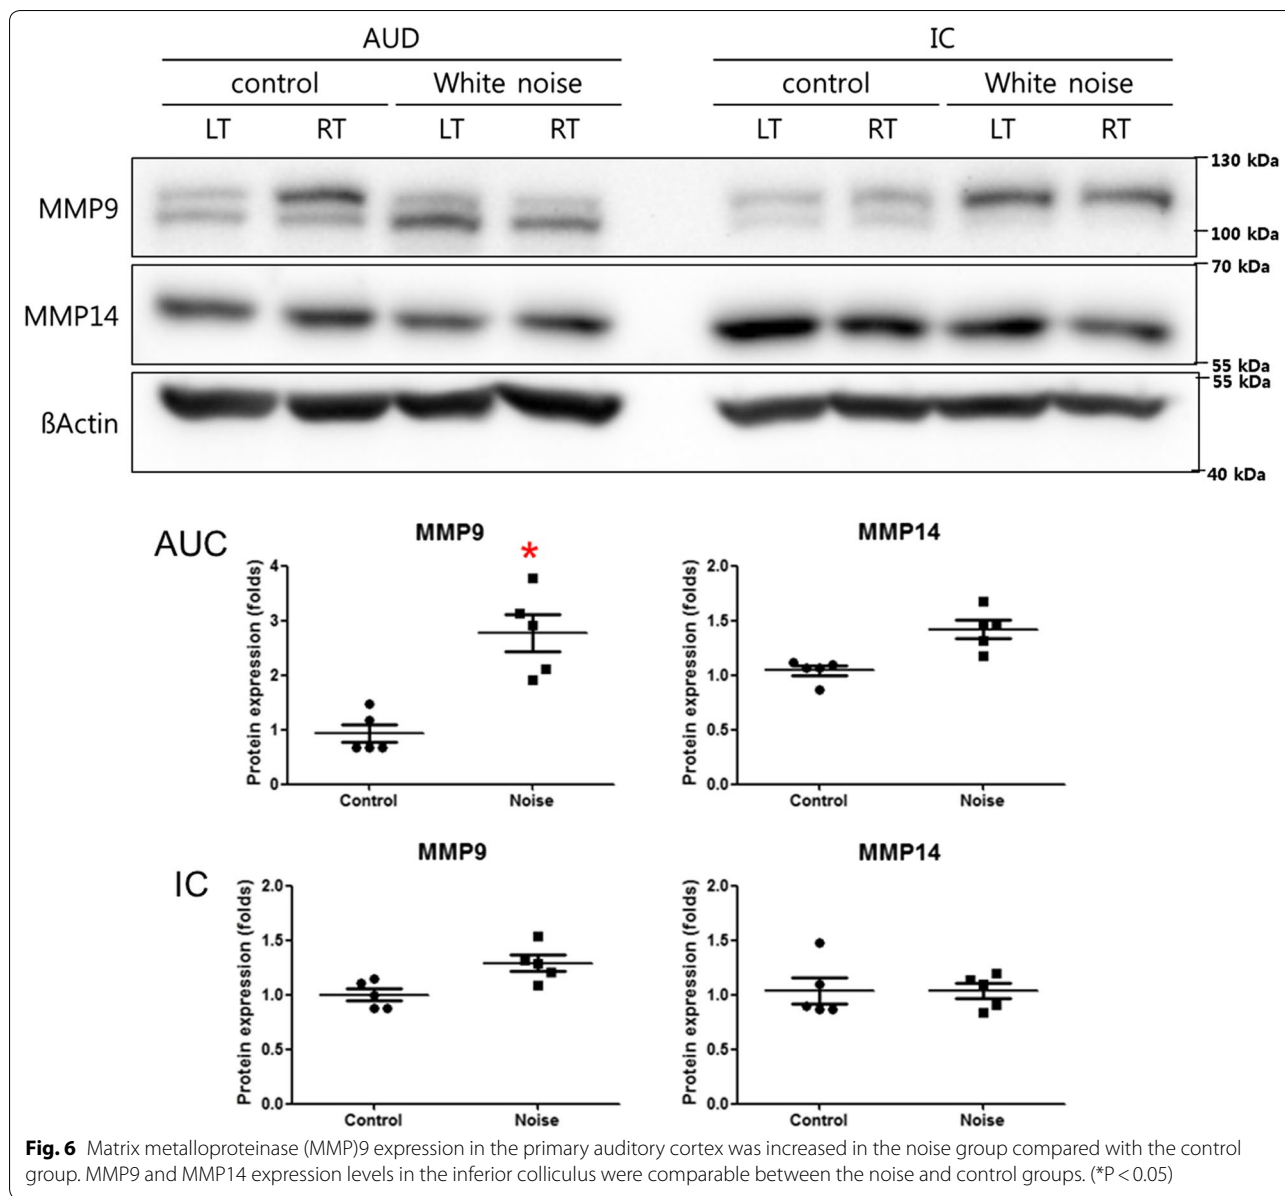 AUD IC
control White noise control White noise
LT RT LT RT LT RT LT RT
130 kDa
MMP9
100 kDa
70 kDa
MMP14
55 kDa
55 kDa
ßActin
40 kDa
AUC
MMP9
*
Protein expression (folds)
4
3
2
1
0
Control Noise
MMP14
Protein expression (folds)
2.0
1.5
1.0
0.5
0.0
Control Noise
IC
MMP9
Protein expression (folds)
2.0
1.5
1.0
0.5
0.0
Control Noise
MMP14
Protein expression (folds)
2.0
1.5
1.0
0.5
0.0
Control Noise
Fig. 6 Matrix metalloproteinase (MMP)9 expression in the primary auditory cortex was increased in the noise group compared with the control
group. MMP9 and MMP14 expression levels in the inferior colliculus were comparable between the noise and control groups. (*P < 0.05)